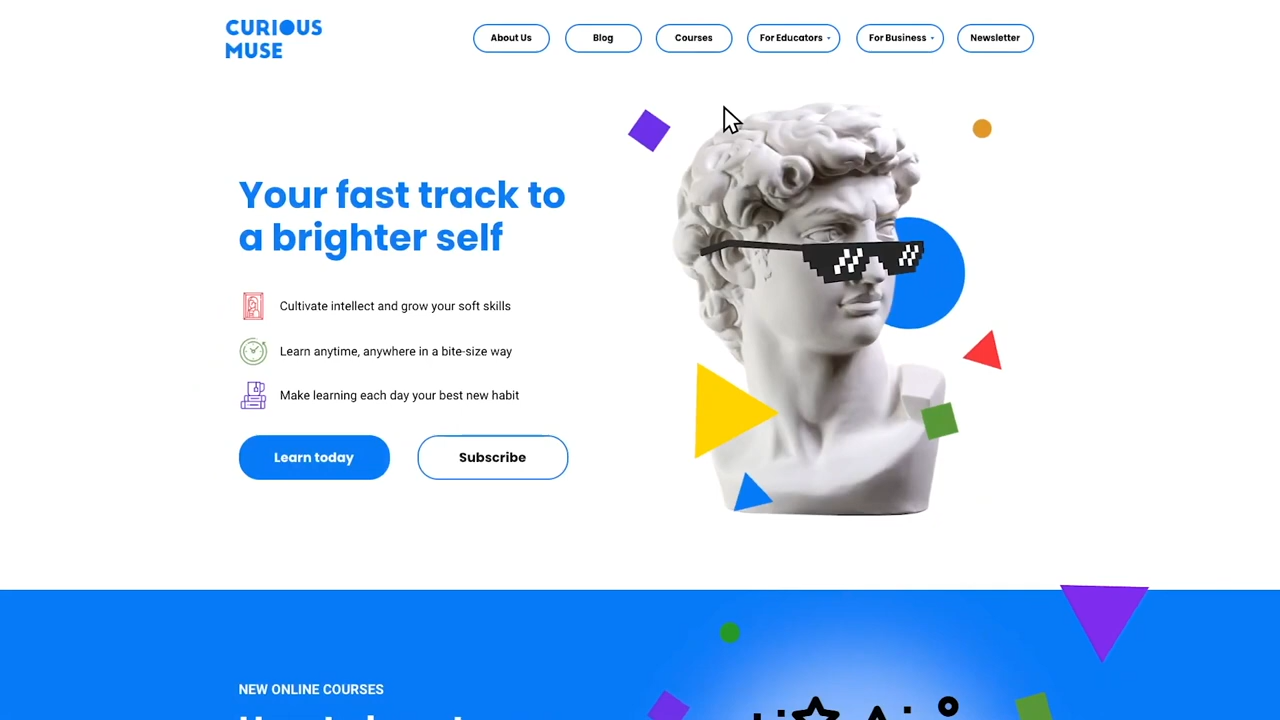 CURIOUS
MUSE
About Us
Blog
Courses
For Educators
For Business
Newsletter
Your fast track to
a brighter self
Cultivate intellect and grow your soft skills
Learn anytime, anywhere in a bite-size way
Make learning each day your best new habit
Learn today
Subscribe
NEW ONLINE COURSES